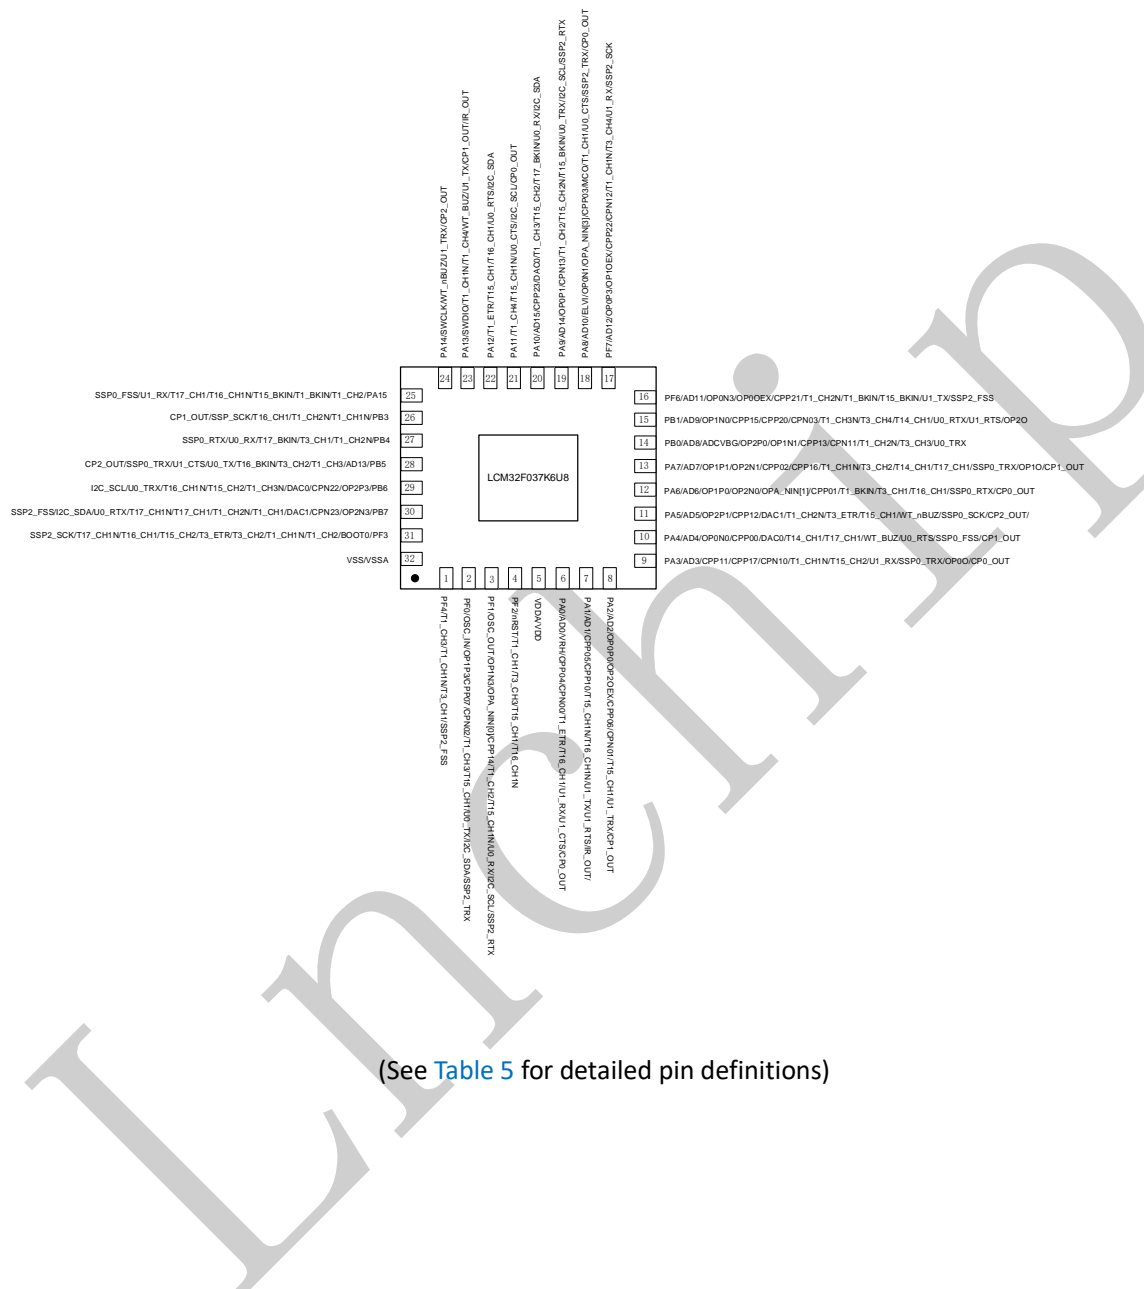 PA14/SWCLK/WT_nBUZ/U1_TRX/CP2_OUT
PA13/SWDIO/T1_CH1N/T1_CH4/WT_BUZ/U1_TX/CP1_OUT/IR_OUT
PA12/T1_ETR/T15_CH1/T16_CH1/U0_RTS/I2C_SDA
PA11/T1_CH4/T15_CH1N/U0_CTS/I2C_SCL/CP0_OUT
PA10/AD15/CPP23/DAC0/T1_CH3/T15_CH2/T17_BKIN/U0_RX/I2C_SDA
PA9/AD14/OP0P1/CPN13/T1_CH2/T15_CH2N/T15_BKIN/U0_TRX/I2C_SCL/SSP2_RTX
PA8/AD10/ELVI/OP0N1/OPA_NIN[3]/CPP03/MCO/T1_CH1/U0_CTS/SSP2_TRX/CP0_OUT
PF7/AD12/OP0P3/OP1OEX/CPP22/CPN12/T1_CH1N/T3_CH4/U1_RX/SSP2_SCK
24 23 22 21 20 19 18 17
SSP0_FSS/U1_RX/T17_CH1/T16_CH1N/T15_BKIN/T1_BKIN/T1_CH2/PA15 25
16 PF6/AD11/OP0N3/OP0OEX/CPP21/T1_CH2N/T1_BKIN/T15_BKIN/U1_TX/SSP2_FSS
CP1_OUT/SSP_SCK/T16_CH1/T1_CH2N/T1_CH1N/PB3 26
15 PB1/AD9/OP1N0/CPP15/CPP20/CPN03/T1_CH3N/T3_CH4/T14_CH1/U0_RTX/U1_RTS/OP2O
SSP0_RTX/U0_RX/T17_BKIN/T3_CH1/T1_CH2N/PB4 27
14 PB0/AD8/ADCVBG/OP2P0/OP1N1/CPP13/CPN11/T1_CH2N/T3_CH3/U0_TRX
CP2_OUT/SSP0_TRX/U1_CTS/U0_TX/T16_BKIN/T3_CH2/T1_CH3/AD13/PB5 28
13 PA7/AD7/OP1P1/OP2N1/CPP02/CPP16/T1_CH1N/T3_CH2/T14_CH1/T17_CH1/SSP0_TRX/OP1O/CP1_OUT
LCM32F037K6U8
I2C_SCL/U0_TRX/T16_CH1N/T15_CH2/T1_CH3N/DAC0/CPN22/OP2P3/PB6 29
12 PA6/AD6/OP1P0/OP2N0/OPA_NIN[1]/CPP01/T1_BKIN/T3_CH1/T16_CH1/SSP0_RTX/CP0_OUT
SSP2_FSS/I2C_SDA/U0_RTX/T17_CH1N/T17_CH1/T1_CH2N/T1_CH1/DAC1/CPN23/OP2N3/PB7 30
11 PA5/AD5/OP2P1/CPP12/DAC1/T1_CH2N/T3_ETR/T15_CH1/WT_nBUZ/SSP0_SCK/CP2_OUT/
SSP2_SCK/T17_CH1N/T16_CH1/T15_CH2/T3_ETR/T3_CH2/T1_CH1N/T1_CH2/BOOT0/PF3 31
10 PA4/AD4/OP0N0/CPP00/DAC0/T14_CH1/T17_CH1/WT_BUZ/U0_RTS/SSP0_FSS/CP1_OUT
VSS/VSSA 32
9 PA3/AD3/CPP11/CPP17/CPN10/T1_CH1N/T15_CH2/U1_RX/SSP0_TRX/OP0O/CP0_OUT
1 2 3 4 5 6 7 8
PF4/T1_CH3/T1_CH1N/T3_CH1/SSP2_FSS
PF0/OSC_IN/OP1P3/CPP07/CPN02/T1_CH3/T15_CH1/U0_TX/I2C_SDA/SSP2_TRX
PF1/OSC_OUT/OP1N3/OPA_NIN[0]/CPP14/T1_CH2/T15_CH1N/U0_RX/I2C_SCL/SSP2_RTX
PF2/nRST/T1_CH1/T3_CH3/T15_CH1/T16_CH1N
VDDA/VDD
PA0/AD0/VRH/CPP04/CPN00/T1_ETR/T16_CH1/U1_RX/U1_CTS/CP0_OUT
PA1/AD1/CPP05/CPP10/T15_CH1N/T16_CH1N/U1_TX/U1_RTS/IR_OUT/
PA2/AD2/OP0P0/OP2OEX/CPP06/CPN01/T15_CH1/U1_TRX/CP1_OUT
(See Table 5 for detailed pin definitions)
Lnchip